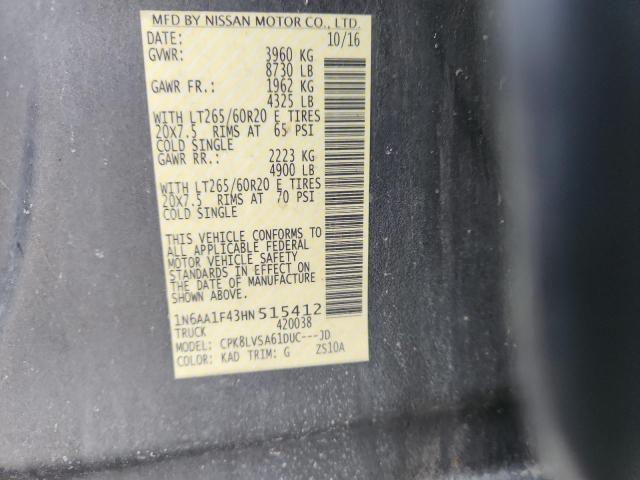 MFD BY NISSAN MOTOR CO., LTD.
DATE: 10/16
GVWR: 3960 KG
8730 LB
GAWR FR.: 1962 KG
4325 LB
WITH LT265/60R20 E TIRES
20X7.5 RIMS AT 65 PSI
COLD SINGLE
GAWR RR.: 2223 KG
4900 LB
WITH LT265/60R20 E TIRES
20X7.5 RIMS AT 70 PSI
COLD SINGLE
THIS VEHICLE CONFORMS TO
ALL APPLICABLE FEDERAL
MOTOR VEHICLE SAFETY
STANDARDS IN EFFECT ON
THE DATE OF MANUFACTURE
SHOWN ABOVE.
1N6AA1F43HN515412
TRUCK 420038
MODEL: CPK8LVSA61DUC---JD
COLOR: KAD TRIM: G ZS10A